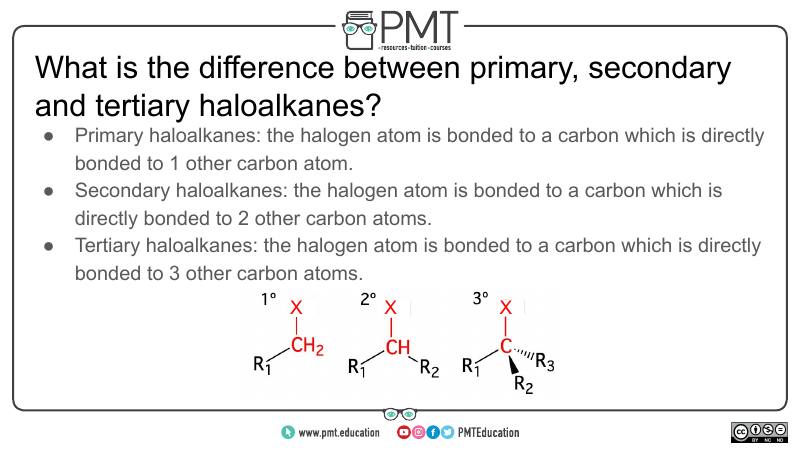 PMT
resources•tuition•courses
What is the difference between primary, secondary
and tertiary haloalkanes?
● Primary haloalkanes: the halogen atom is bonded to a carbon which is directly
bonded to 1 other carbon atom.
● Secondary haloalkanes: the halogen atom is bonded to a carbon which is
directly bonded to 2 other carbon atoms.
● Tertiary haloalkanes: the halogen atom is bonded to a carbon which is directly
bonded to 3 other carbon atoms.
1° 2° 3°
X X X
CH₂ CH C
R₁ R₁ R₂ R₁ R₃
R₂
www.pmt.education PMTEducation
CC BY NC ND